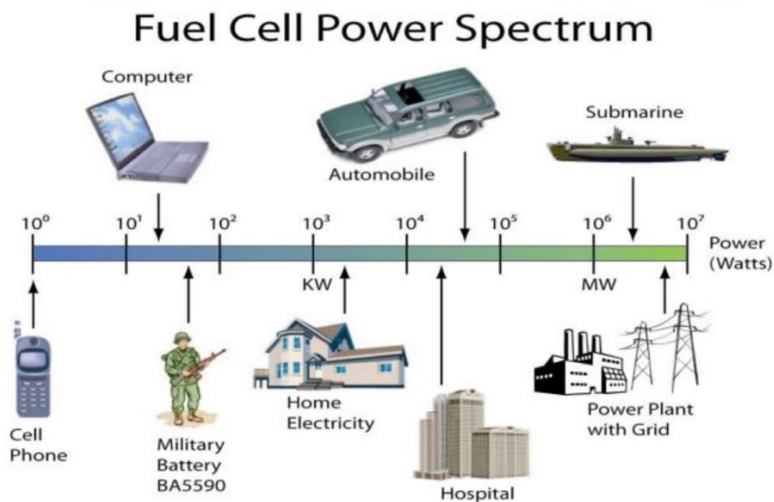 Fuel Cell Power Spectrum
Computer
Automobile
Submarine
10⁰ 10¹ 10² 10³ 10⁴ 10⁵ 10⁶ 10⁷
Power
(Watts)
KW
MW
Cell
Phone
Military
Battery
BA5590
Home
Electricity
Hospital
Power Plant
with Grid